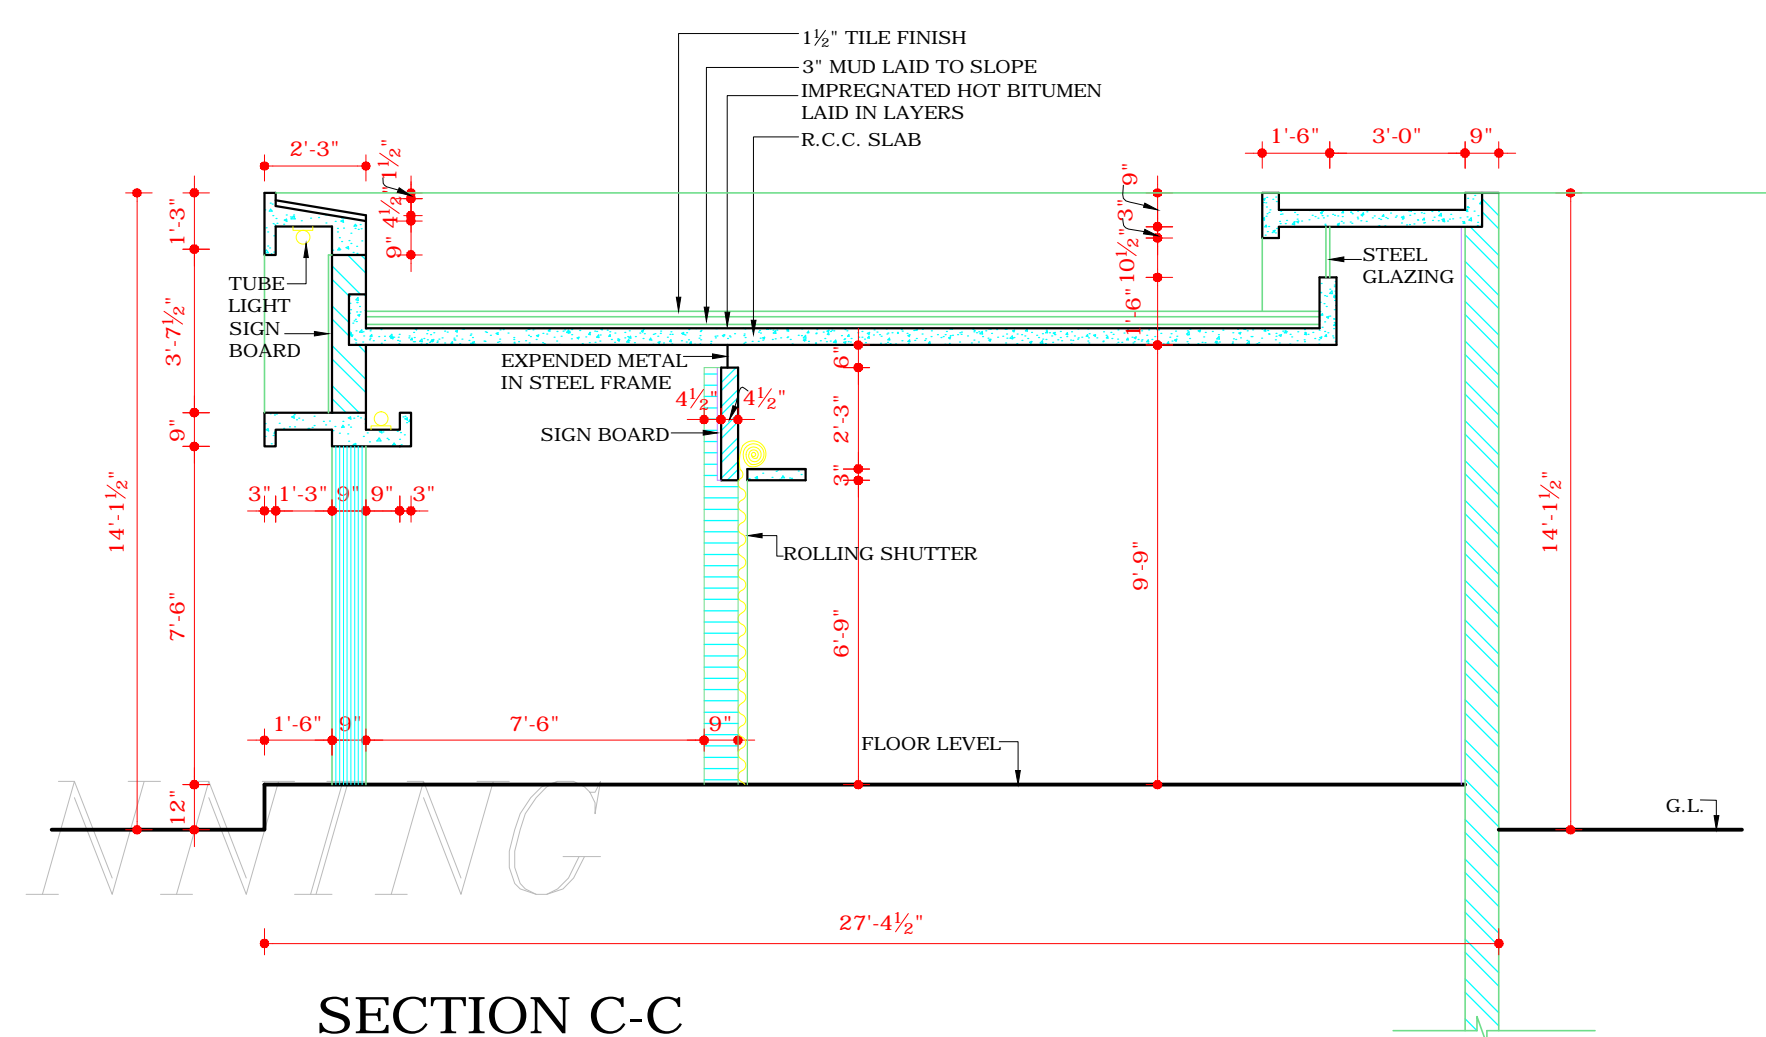 1½" TILE FINISH
3" MUD LAID TO SLOPE
IMPREGNATED HOT BITUMEN
LAID IN LAYERS
R.C.C. SLAB
2'-3"
1½"
4½"
9"
1'-3"
3'-7½"
9"
7'-6"
12"
14'-1½"
TUBE
LIGHT
SIGN
BOARD
3" 1'-3" 9" 9" 3"
EXPENDED METAL
IN STEEL FRAME
4½" 4½"
SIGN BOARD
ROLLING SHUTTER
6"
2'-3"
3"
6'-9"
1'-6" 3'-0" 9"
9"
3"
10½"
1'-6"
9'-9"
STEEL
GLAZING
14'-1½"
1'-6" 9" 7'-6" 9"
FLOOR LEVEL
G.L.
NNING
27'-4½"
SECTION C-C